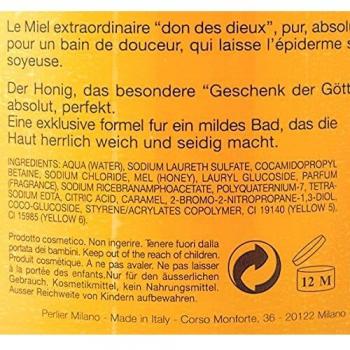 Le Miel extraordinaire "don des dieux", pur, absolu
pour un bain de douceur, qui laisse l'épiderme s
soyeuse.
Der Honig, das besondere "Geschenk der Gött
absolut, perfekt.
Eine exklusive formel fur ein mildes Bad, das die
Haut herrlich weich und seidig macht.
INGREDIENTS: AQUA (WATER), SODIUM LAURETH SULFATE, COCAMIDOPROPYL
BETAINE, SODIUM CHLORIDE, MEL (HONEY), LAURYL GLUCOSIDE, PARFUM
(FRAGRANCE), SODIUM RICEBRANAMPHOACETATE, POLYQUATERNIUM-7, TETRA-
SODIUM EDTA, CITRIC ACID, CARAMEL, 2-BROMO-2-NITROPROPANE-1,3-DIOL,
COCO-GLUCOSIDE, STYRENE/ACRYLATES COPOLYMER, CI 19140 (YELLOW 5),
CI 15985 (YELLOW 6).
Prodotto cosmetico. Non ingerire. Tenere fuori dalla
portata dei bambini. Keep out of the reach of children.
Produit cosmétique. A ne pas avaler. Ne pas laisser
à la portée des enfants.Nur für den äusserlichen
Gebrauch. Kosmetikmittel, kein Nahrungsmittel.
Ausser Reichweite von Kindern aufbewahren.
12 M
Perlier Milano - Made in Italy - Corso Monforte, 36 - 20122 Milano